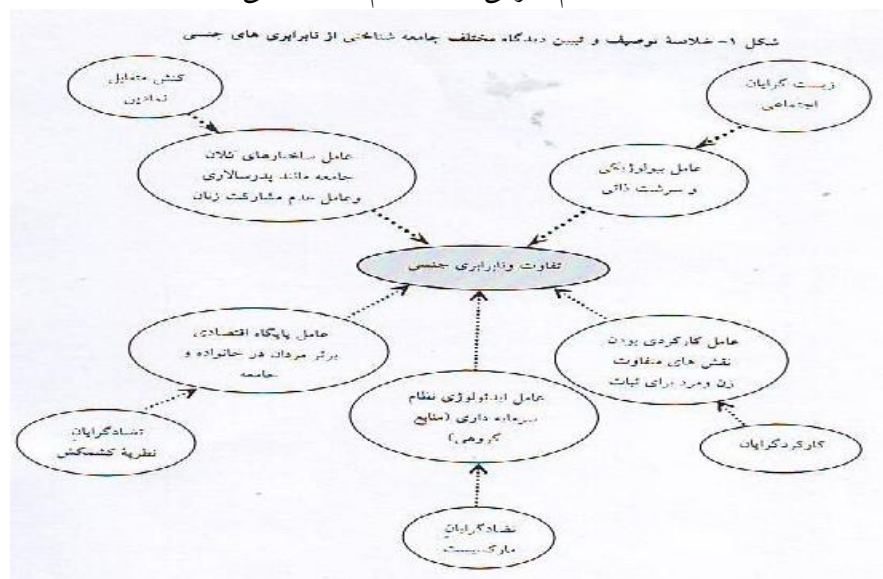 شکل ۱- خلاصهٔ توصیف و تبیین دیدگاه مختلف جامعه شناختی از نابرابری های جنسی
زیست گرایان
اجتماعی
عامل بیولوژیکی
و سرشت ذاتی
کنش متقابل
نمادین
عامل ساختارهای کلان
جامعه مانند پدرسالاری
وعامل عدم مشارکت زنان
تفاوت ونابرابری جنسی
عامل کارکردی بودن
نقش های متفاوت
زن ومرد برای ثبات
کارکردگرایان
عامل ایدئولوژی نظام
سرمایه داری (منابع
گروهی)
تضادگرایان
مارکسیست
عامل پایگاه اقتصادی
برتر مردان در خانواده و
جامعه
تضادگرایان
نظریهٔ کشمکش